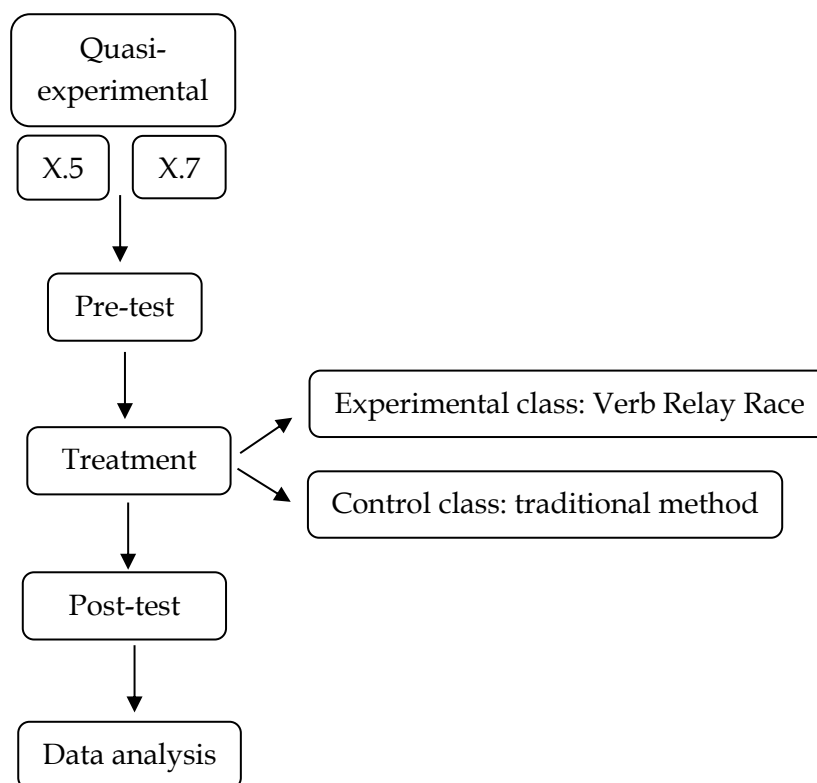 Quasi-
experimental
X.5 X.7
Pre-test
Experimental class: Verb Relay Race
Treatment
Control class: traditional method
Post-test
Data analysis